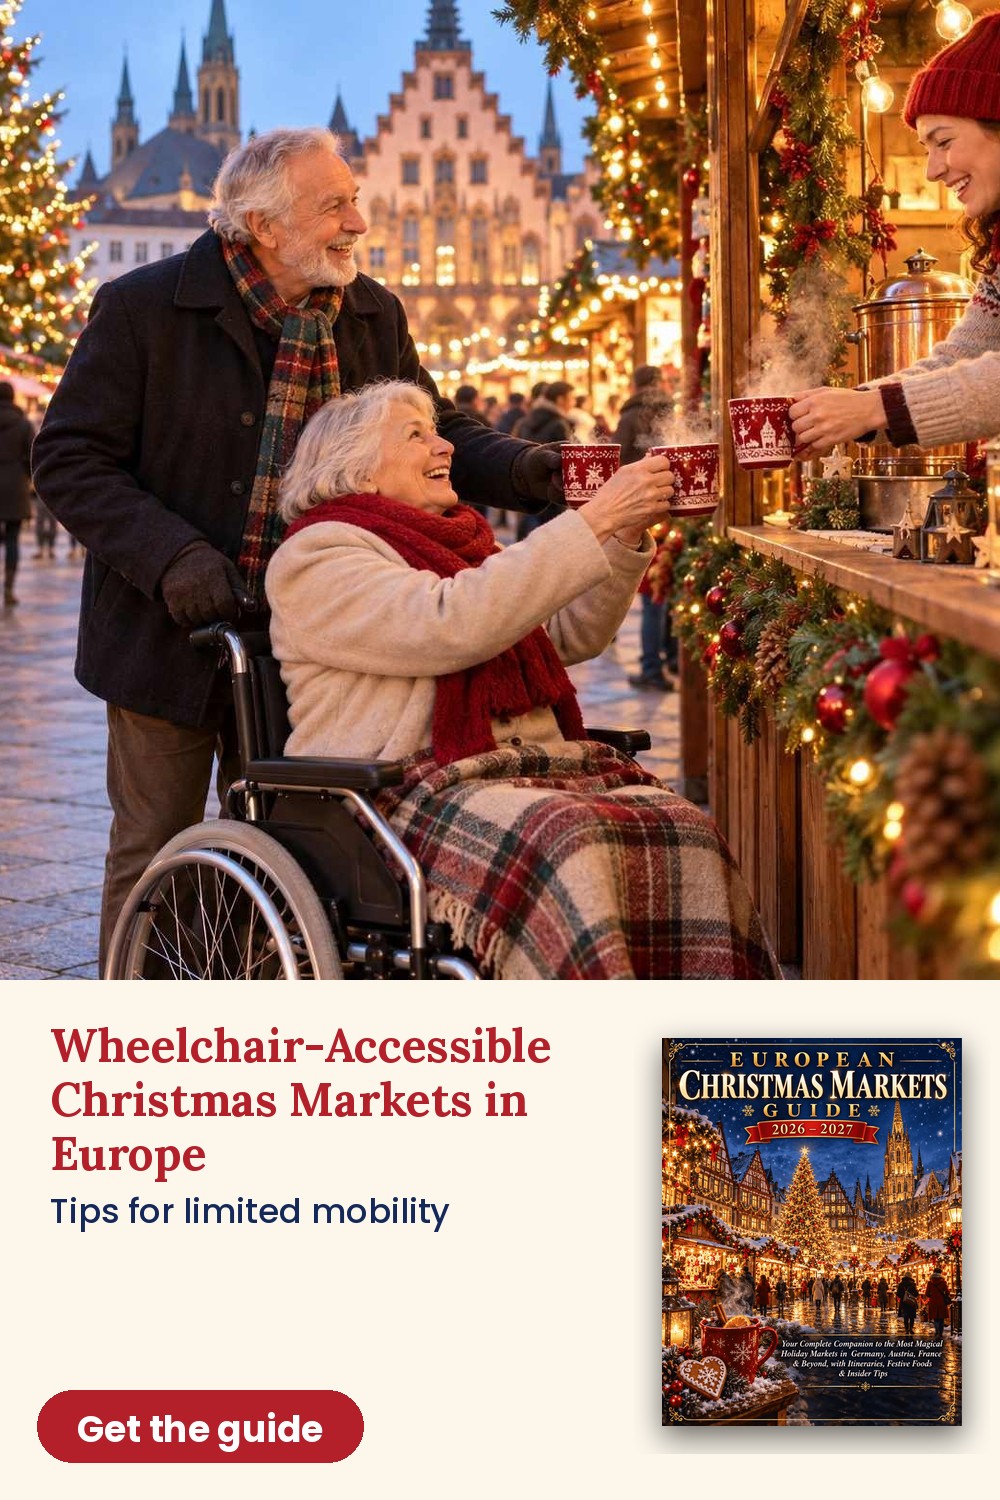 Wheelchair-Accessible
Christmas Markets in
Europe
Tips for limited mobility
Get the guide
EUROPEAN
CHRISTMAS MARKETS
GUIDE
2026 – 2027
Your Complete Companion to the Most Magical
Holiday Markets in Germany, Austria, France
& Beyond, with Itineraries, Festive Foods
& Insider Tips